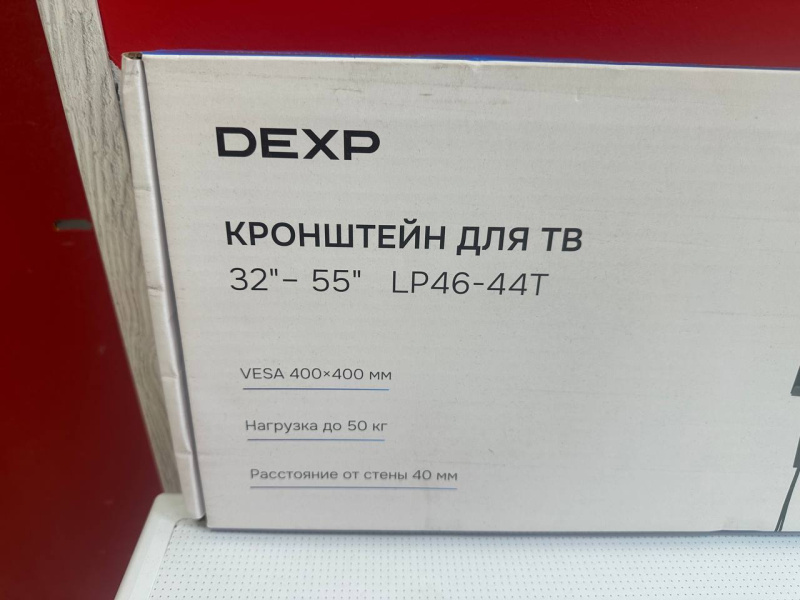 DEXP
КРОНШТЕЙН ДЛЯ ТВ
32"– 55" LP46-44T
VESA 400×400 мм
Нагрузка до 50 кг
Расстояние от стены 40 мм